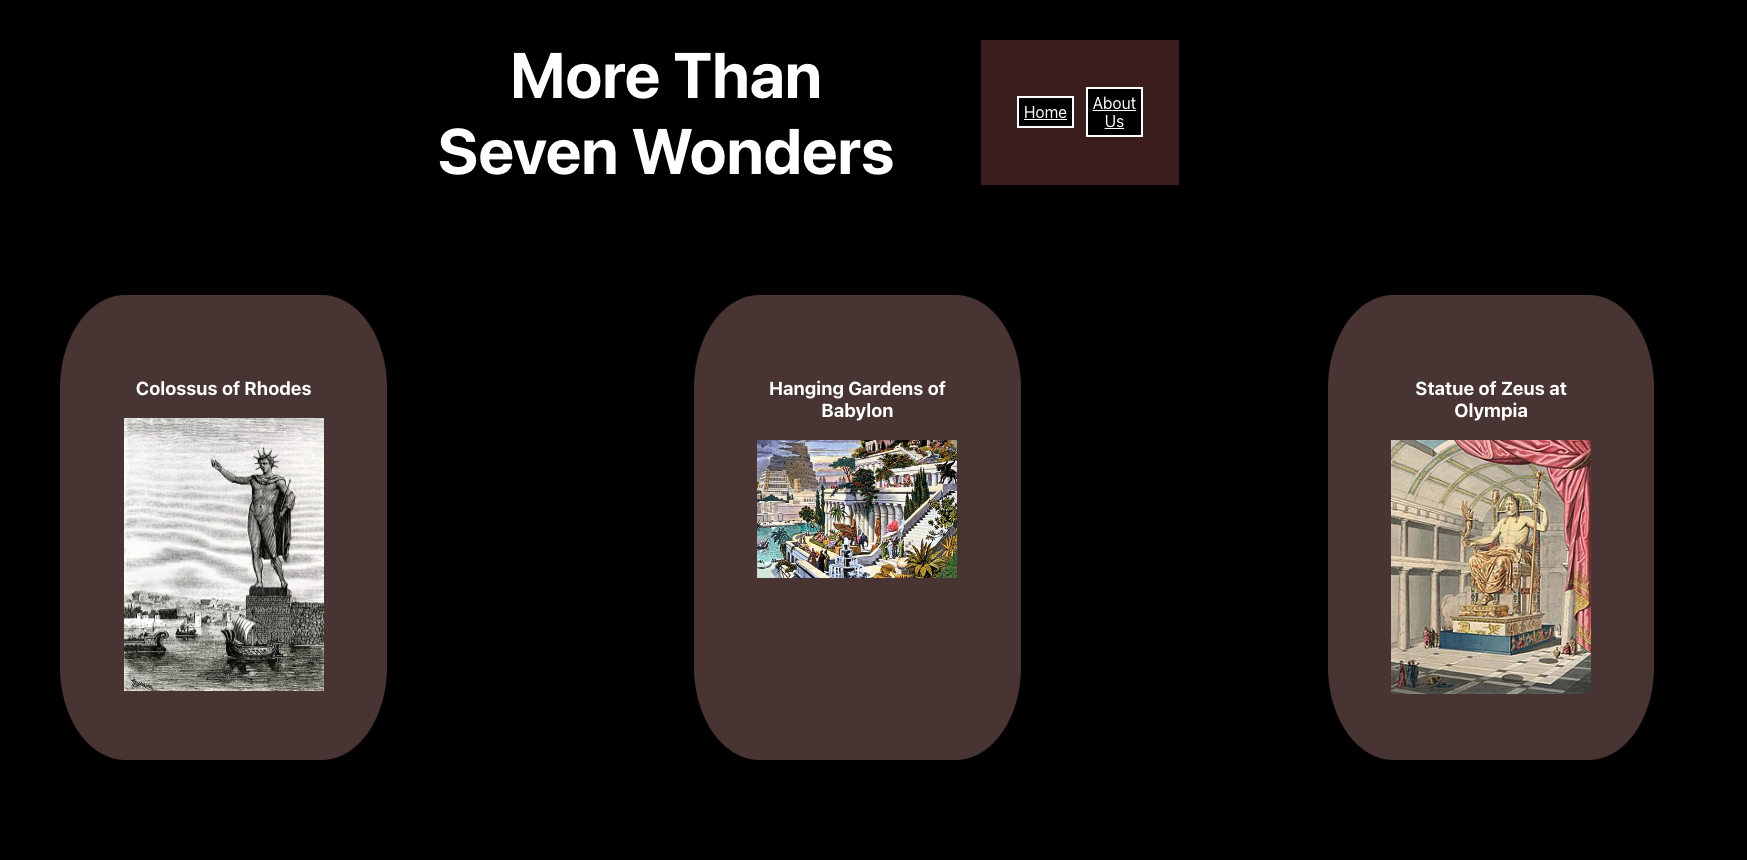 More Than
Seven Wonders
Home
About
Us
Colossus of Rhodes
Hanging Gardens of
Babylon
Statue of Zeus at
Olympia